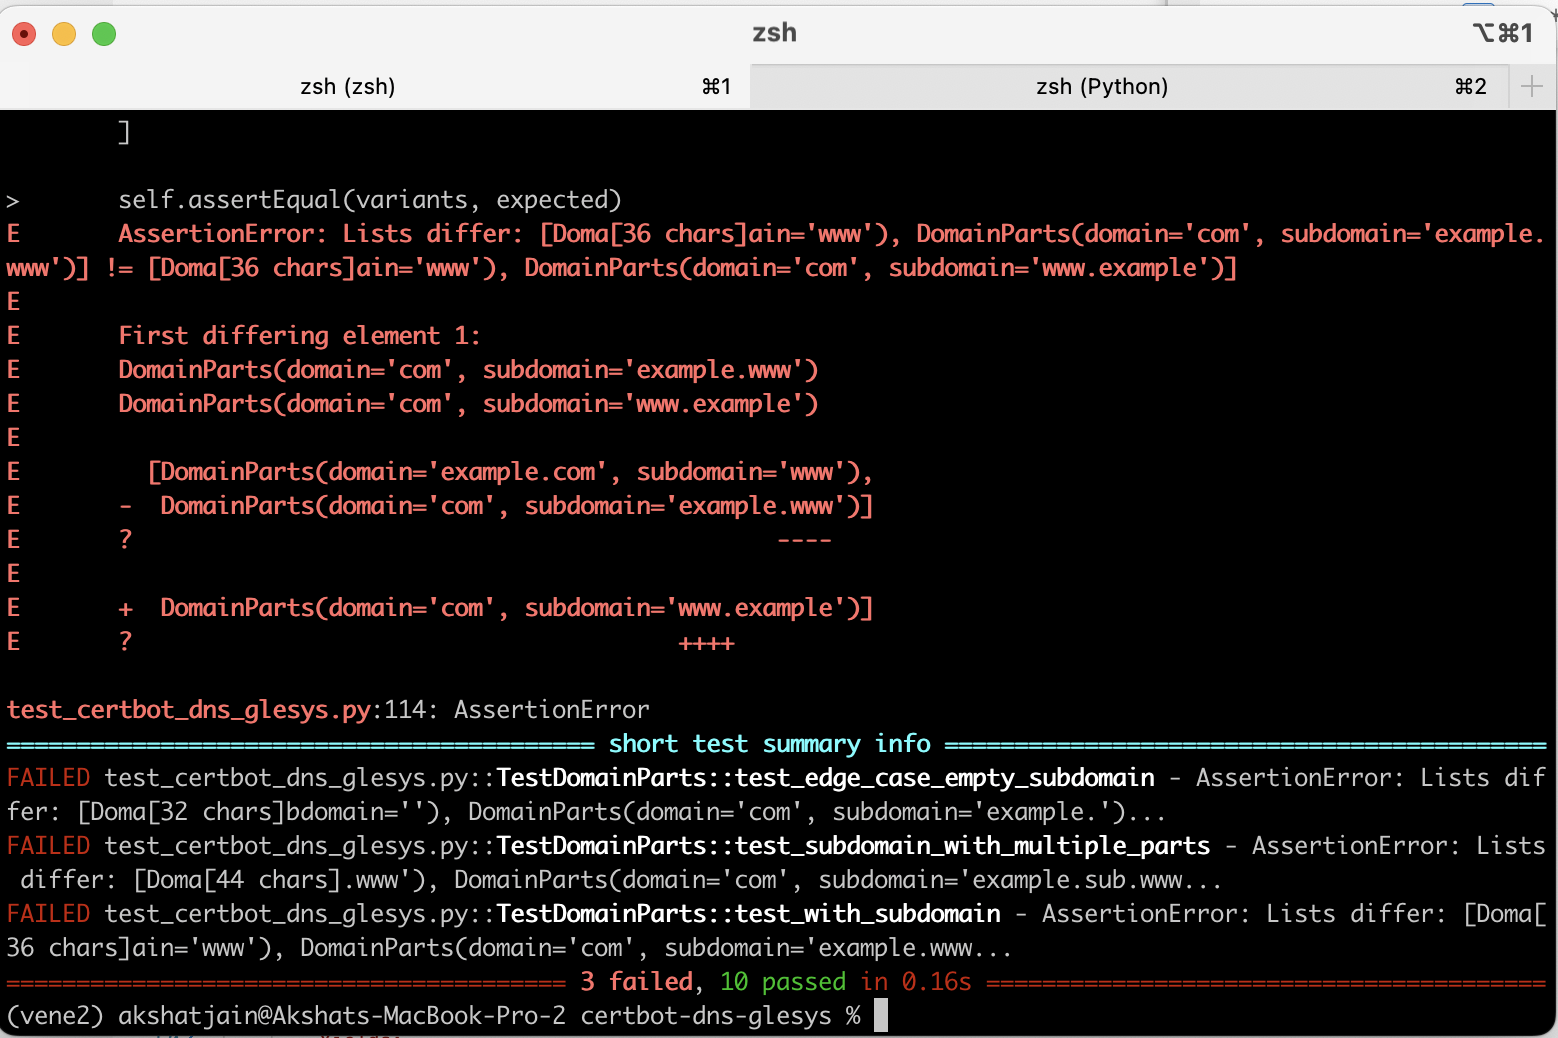 zsh
⌥⌘1
zsh (zsh) ⌘1 zsh (Python) ⌘2 +
]
> self.assertEqual(variants, expected)
E AssertionError: Lists differ: [Doma[36 chars]ain='www'), DomainParts(domain='com', subdomain='example.
www')] != [Doma[36 chars]ain='www'), DomainParts(domain='com', subdomain='www.example')]
E
E First differing element 1:
E DomainParts(domain='com', subdomain='example.www')
E DomainParts(domain='com', subdomain='www.example')
E
E [DomainParts(domain='example.com', subdomain='www'),
E - DomainParts(domain='com', subdomain='example.www')]
E ? ----
E
E + DomainParts(domain='com', subdomain='www.example')]
E ? ++++
test_certbot_dns_glesys.py:114: AssertionError
========================================== short test summary info ===========================================
FAILED test_certbot_dns_glesys.py::TestDomainParts::test_edge_case_empty_subdomain - AssertionError: Lists dif
fer: [Doma[32 chars]bdomain=''), DomainParts(domain='com', subdomain='example.')...
FAILED test_certbot_dns_glesys.py::TestDomainParts::test_subdomain_with_multiple_parts - AssertionError: Lists
differ: [Doma[44 chars].www'), DomainParts(domain='com', subdomain='example.sub.www...
FAILED test_certbot_dns_glesys.py::TestDomainParts::test_with_subdomain - AssertionError: Lists differ: [Doma[
36 chars]ain='www'), DomainParts(domain='com', subdomain='example.www...
======================================== 3 failed, 10 passed in 0.16s ========================================
(vene2) akshatjain@Akshats-MacBook-Pro-2 certbot-dns-glesys %